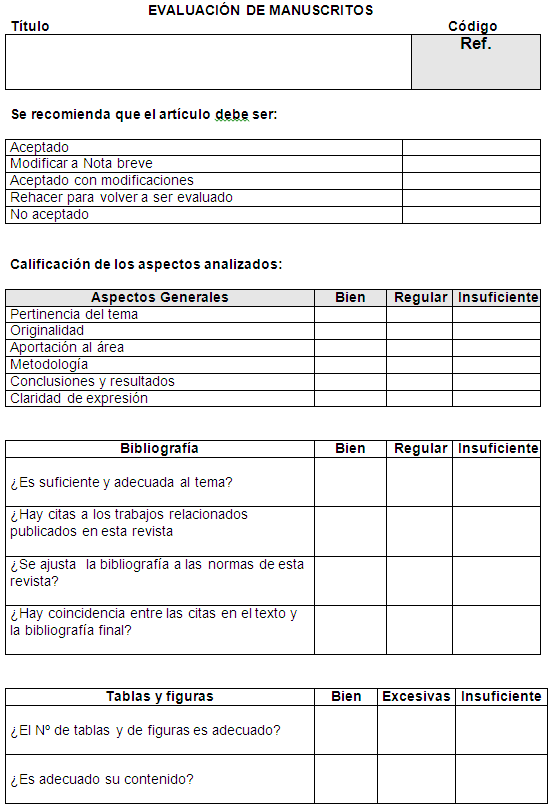 EVALUACIÓN DE MANUSCRITOS
Título Código
Ref.
Se recomienda que el artículo debe ser:
Aceptado
Modificar a Nota breve
Aceptado con modificaciones
Rehacer para volver a ser evaluado
No aceptado
Calificación de los aspectos analizados:
Aspectos Generales Bien Regular Insuficiente
Pertinencia del tema
Originalidad
Aportación al área
Metodología
Conclusiones y resultados
Claridad de expresión
Bibliografía Bien Regular Insuficiente
¿Es suficiente y adecuada al tema?
¿Hay citas a los trabajos relacionados
publicados en esta revista
¿Se ajusta la bibliografía a las normas de esta
revista?
¿Hay coincidencia entre las citas en el texto y
la bibliografía final?
Tablas y figuras Bien Excesivas Insuficiente
¿El Nº de tablas y de figuras es adecuado?
¿Es adecuado su contenido?